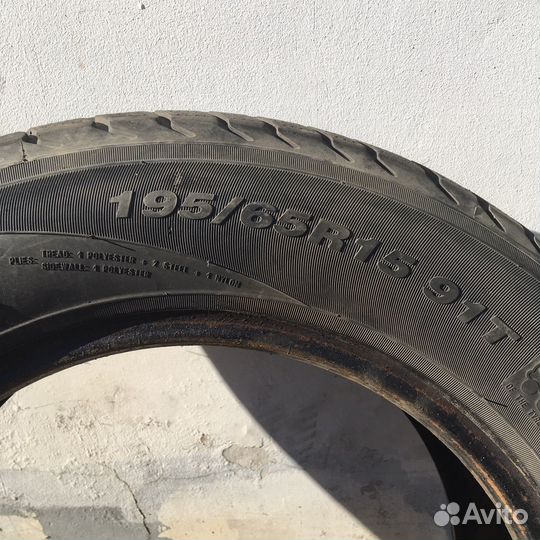 195/65R15 91T
PLIES: TREAD: 1 POLYESTER + 2 STEEL + 1 NYLON
SIDEWALL: 1 POLYESTER
Avito